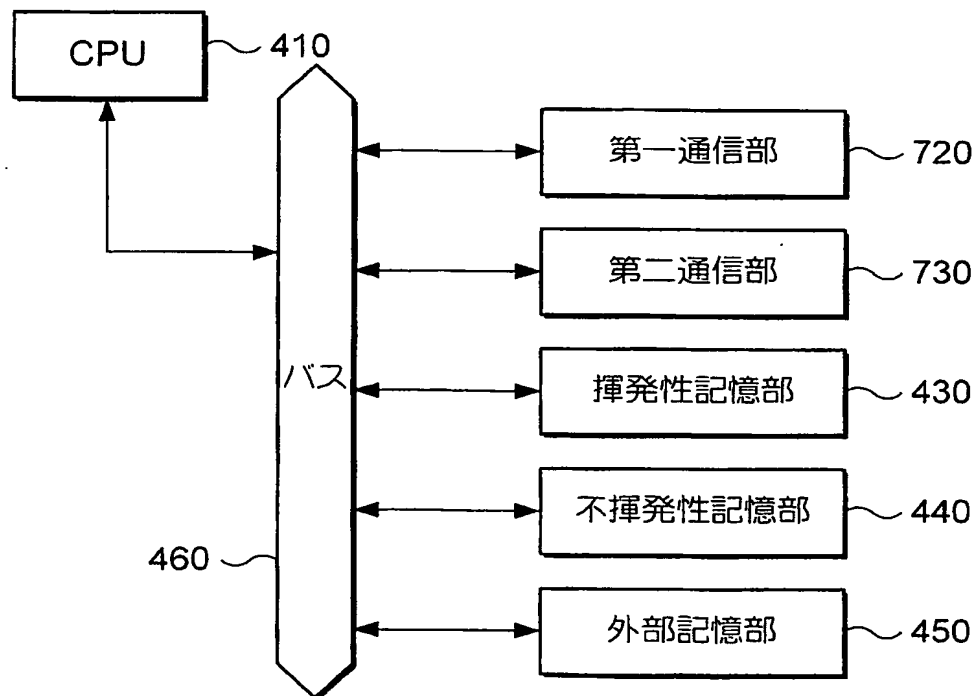 CPU
410
第一通信部
720
第二通信部
730
バス
揮発性記憶部
430
不揮発性記憶部
440
460
外部記憶部
450